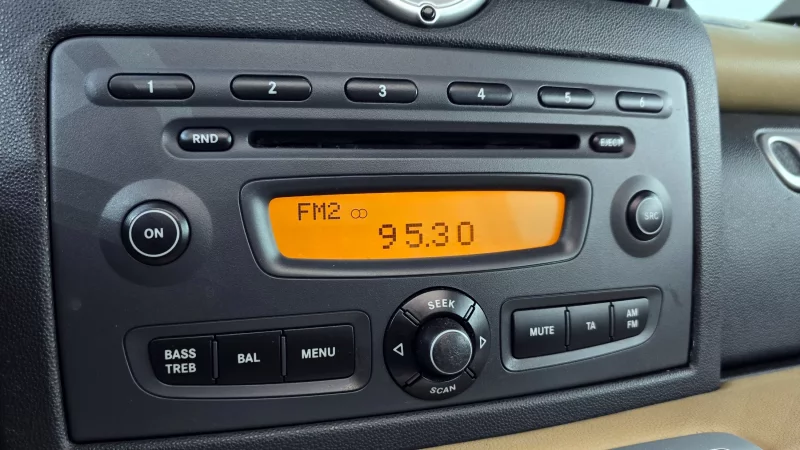 1 2 3 4 5 6
RND EJECT
FM2
95.30
ON
SRC
SEEK
SCAN
BASS
TREB
BAL
MENU
MUTE
TA
AM
FM